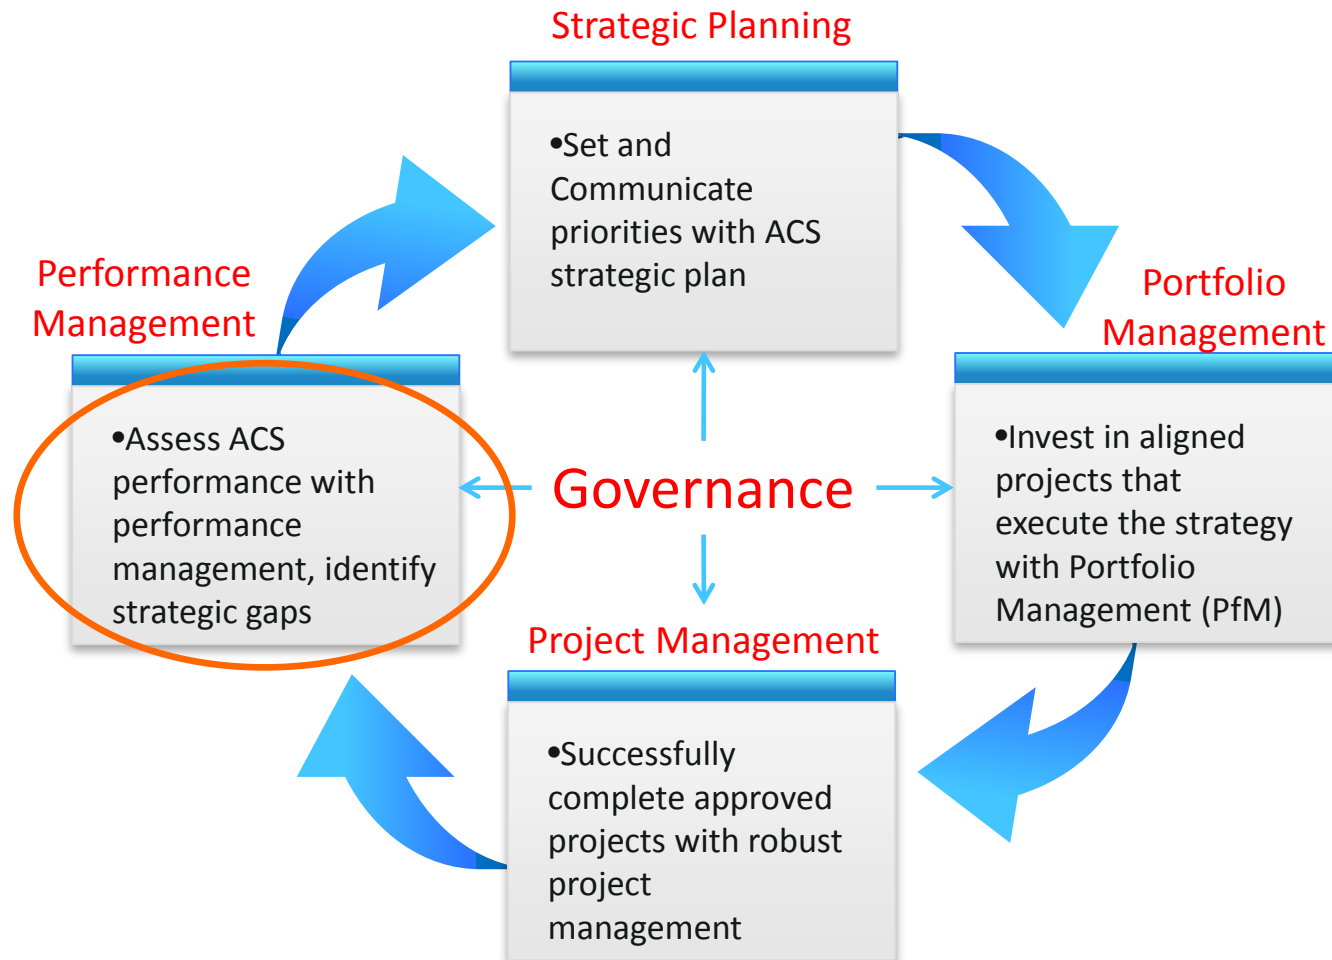 Strategic Planning
•Set and
Communicate
priorities with ACS
strategic plan
Performance
Management
•Assess ACS
performance with
performance
management, identify
strategic gaps
Governance
Portfolio
Management
•Invest in aligned
projects that
execute the strategy
with Portfolio
Management (PfM)
Project Management
•Successfully
complete approved
projects with robust
project
management